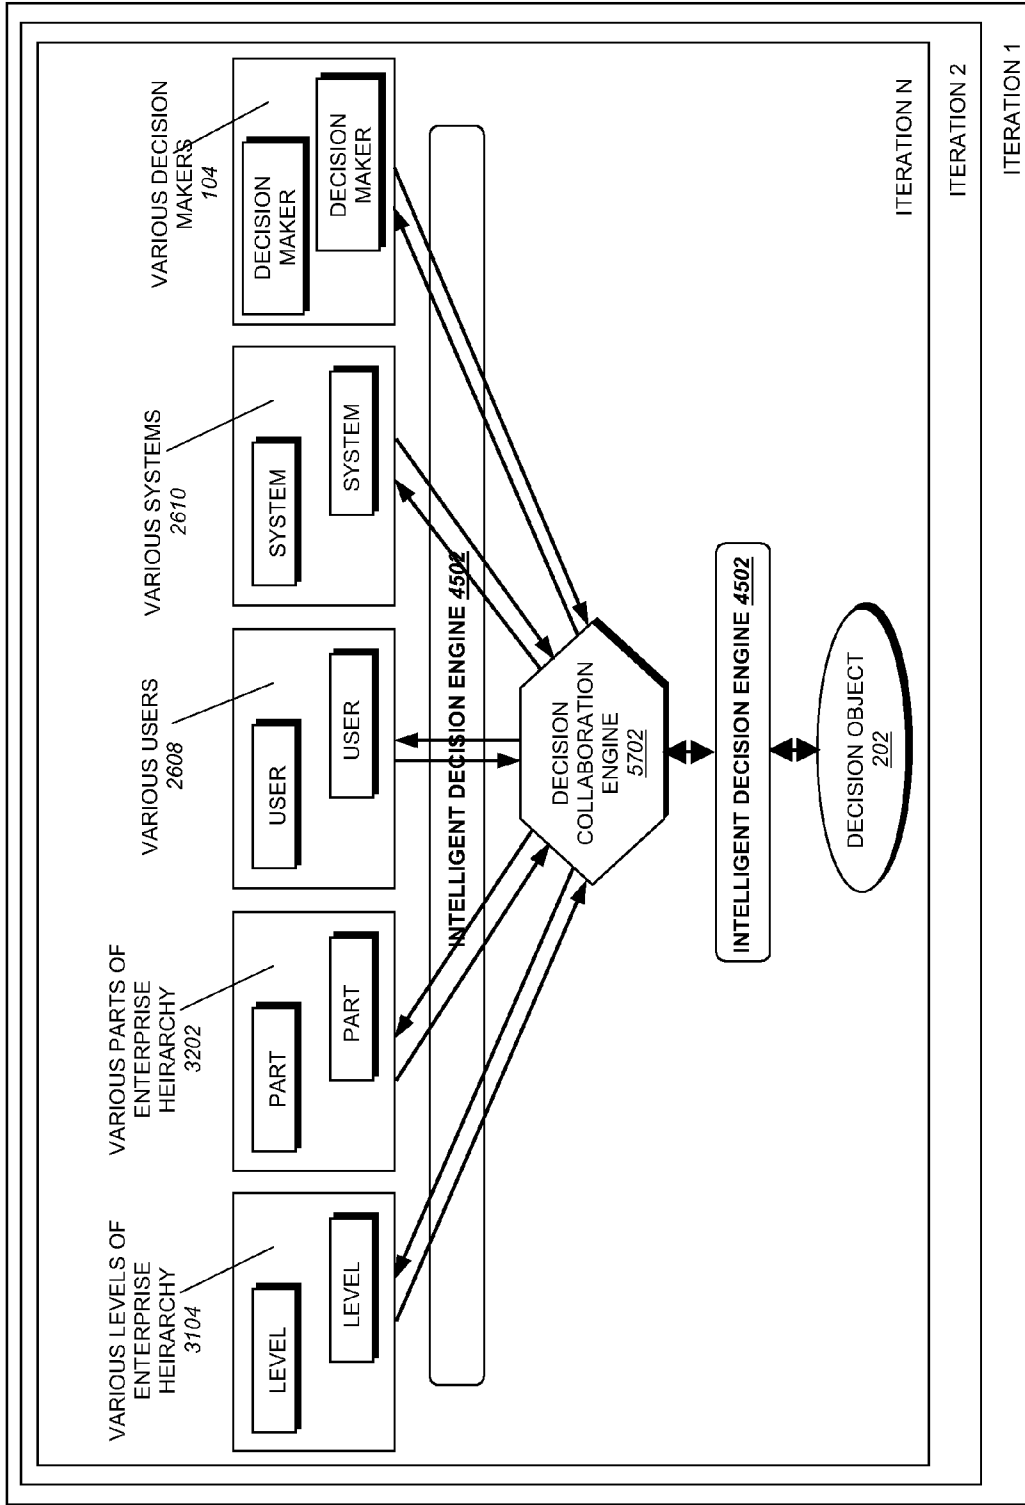 VARIOUS LEVELS OF
ENTERPRISE
HEIRARCHY
3104
VARIOUS PARTS OF
ENTERPRISE
HEIRARCHY
3202
VARIOUS USERS
2608
VARIOUS SYSTEMS
2610
VARIOUS DECISION
MAKERS
104
LEVEL
LEVEL
PART
PART
USER
USER
SYSTEM
SYSTEM
DECISION
MAKER
DECISION
MAKER
INTELLIGENT DECISION ENGINE 4502
DECISION
COLLABORATION
ENGINE
5702
INTELLIGENT DECISION ENGINE 4502
DECISION OBJECT
202
ITERATION N
ITERATION 2
ITERATION 1